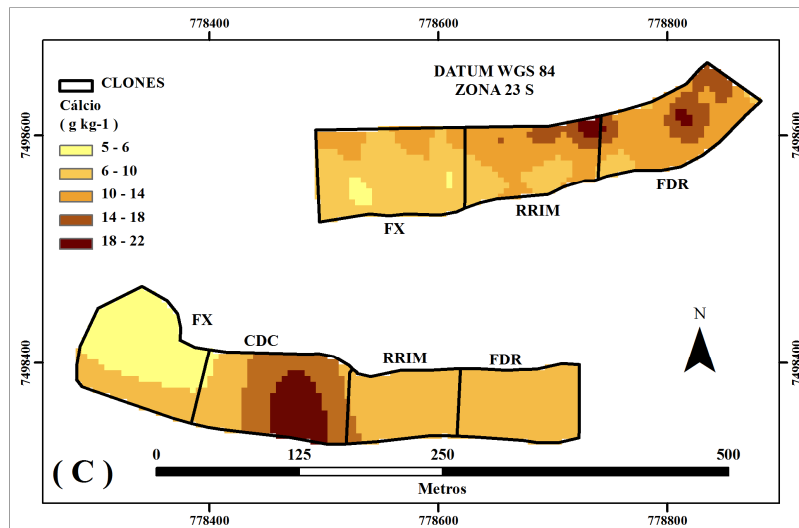 778400 778600 778800
DATUM WGS 84
ZONA 23 S
CLONES
Cálcio
( g kg-1 )
5 - 6
6 - 10
10 - 14
14 - 18
18 - 22
7498600
7498600
FX
RRIM
FDR
FX
CDC
RRIM
FDR
N
7498400
7498400
( C )
0 125 250 500
Metros
778400 778600 778800